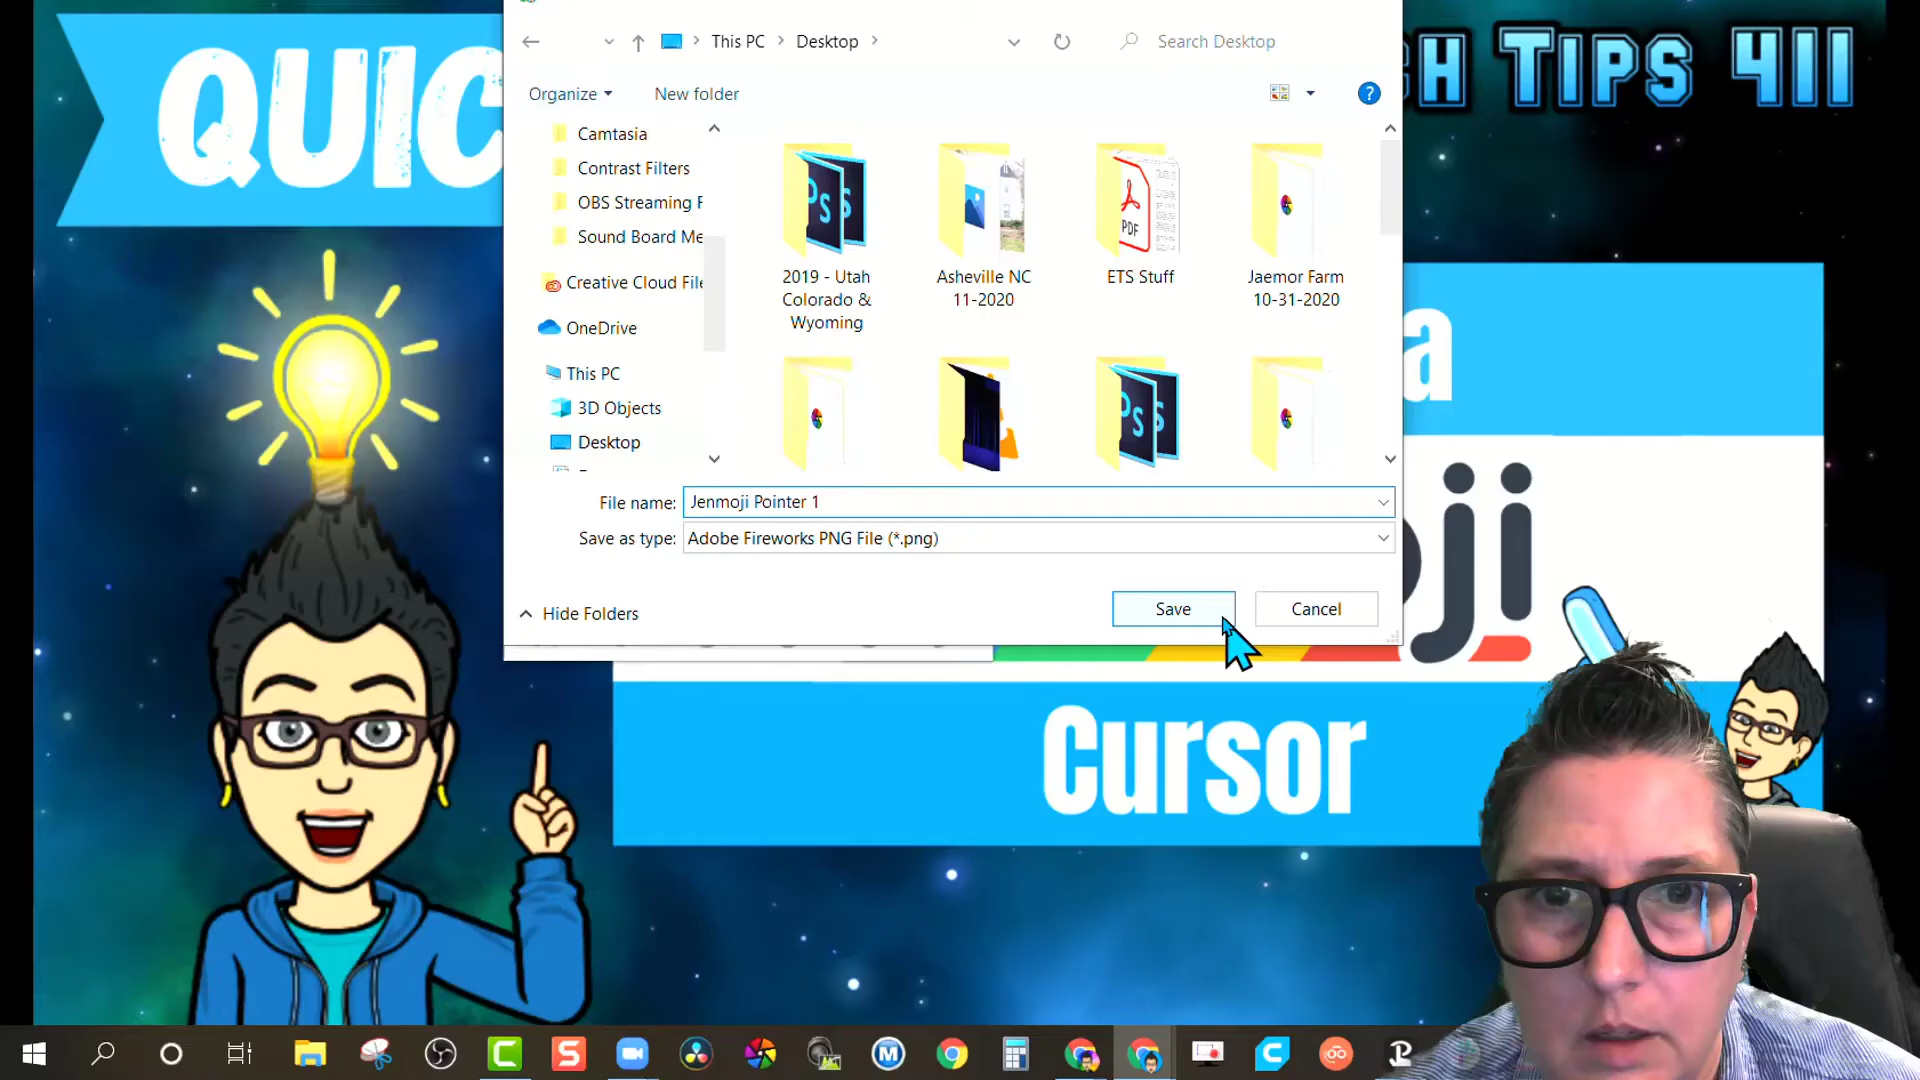 QUIC
H TIPS 411
This PC
Desktop
Search Desktop
Organize
New folder
?
Camtasia
Contrast Filters
OBS Streaming F
Sound Board Me
Creative Cloud File
OneDrive
This PC
3D Objects
Desktop
2019 - Utah
Colorado &
Wyoming
Asheville NC
11-2020
ETS Stuff
Jaemor Farm
10-31-2020
Ps
PDF
Ps
File name:
Jenmoji Pointer 1
Save as type:
Adobe Fireworks PNG File (*.png)
Hide Folders
Save
Cancel
a
oji
Cursor